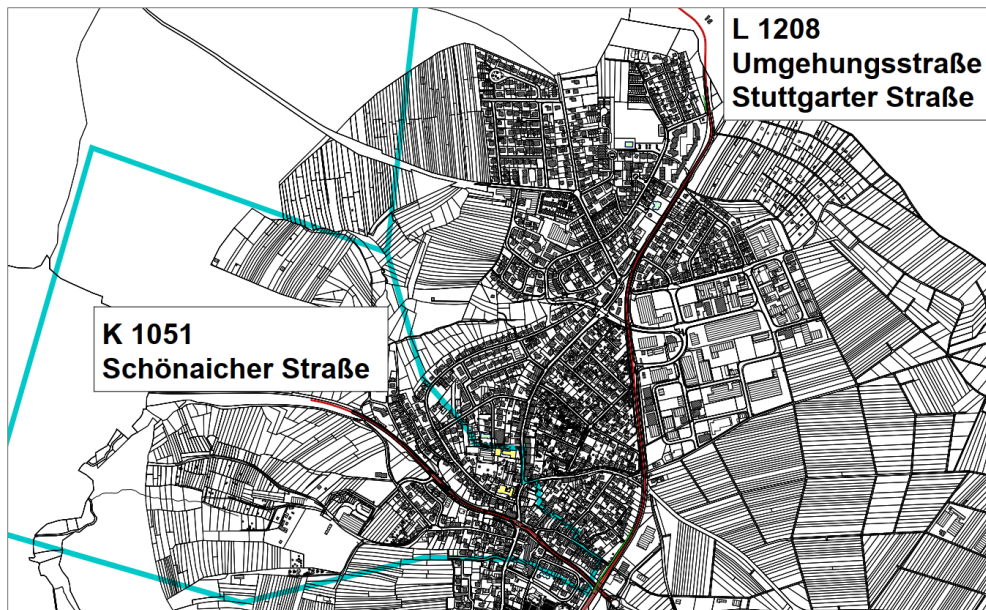 L 1208
Umgehungsstraße
Stuttgarter Straße
K 1051
Schönaicher Straße